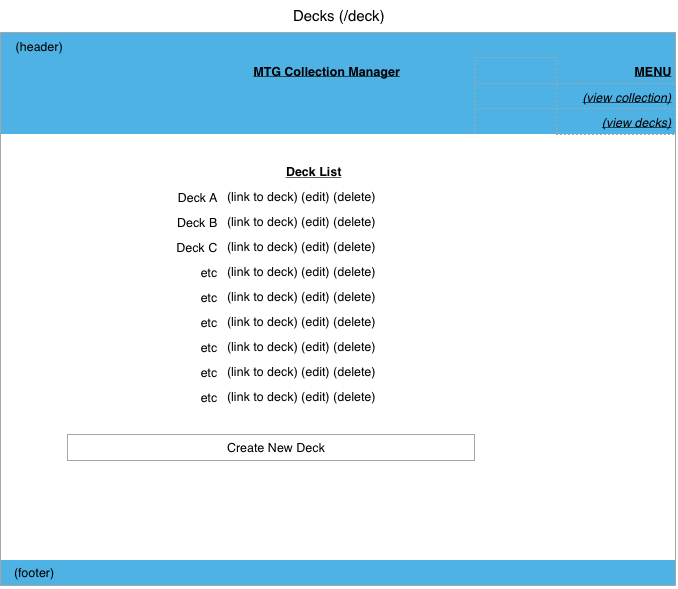 Decks (/deck)
(header)
MTG Collection Manager
MENU
(view collection)
(view decks)
Deck List
Deck A (link to deck) (edit) (delete)
Deck B (link to deck) (edit) (delete)
Deck C (link to deck) (edit) (delete)
etc (link to deck) (edit) (delete)
etc (link to deck) (edit) (delete)
etc (link to deck) (edit) (delete)
etc (link to deck) (edit) (delete)
etc (link to deck) (edit) (delete)
etc (link to deck) (edit) (delete)
Create New Deck
(footer)